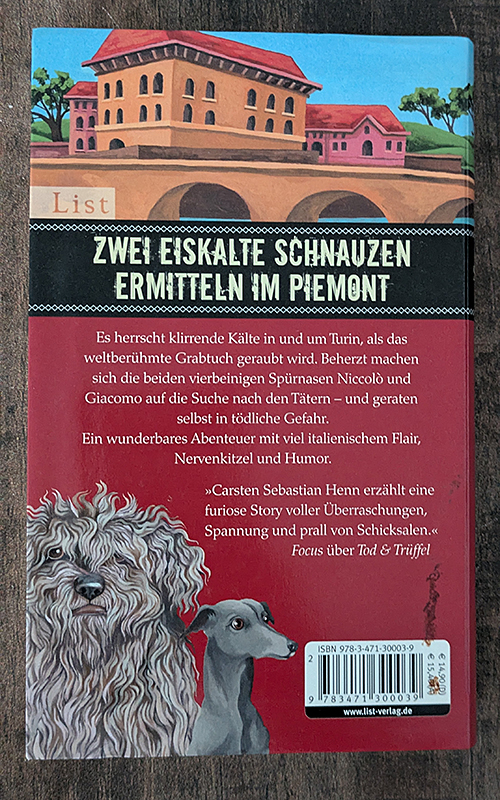 List
ZWEI EISKALTE SCHNAUZEN
ERMITTELN IM PIEMONT
Es herrscht klirrende Kälte in und um Turin, als das
weltberühmte Grabtuch geraubt wird. Beherzt machen
sich die beiden vierbeinigen Spürnasen Niccolò und
Giacomo auf die Suche nach den Tätern – und geraten
selbst in tödliche Gefahr.
Ein wunderbares Abenteuer mit viel italienischem Flair,
Nervenkitzel und Humor.
»Carsten Sebastian Henn erzählt eine
furiose Story voller Überraschungen,
Spannung und prall von Schicksalen.«
Focus über Tod & Trüffel
ISBN 978-3-471-30003-9
2
9 783471 300039
€ 14,90
€ 15,
www.list-verlag.de